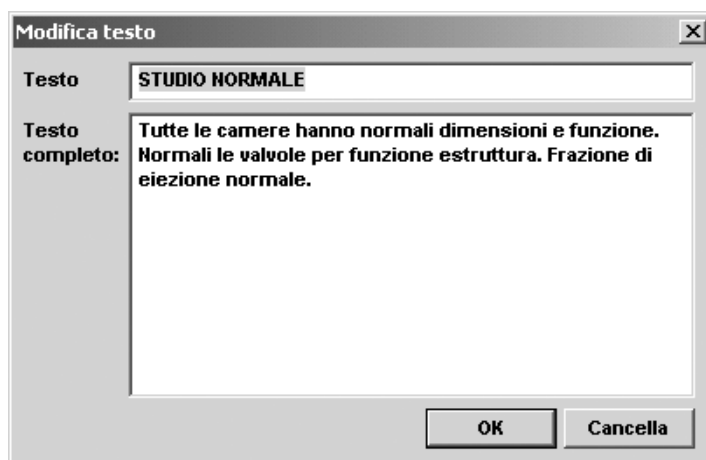 Modifica testo
Testo
STUDIO NORMALE
Testo
completo:
Tutte le camere hanno normali dimensioni e funzione.
Normali le valvole per funzione estruttura. Frazione di
eiezione normale.
OK
Cancella